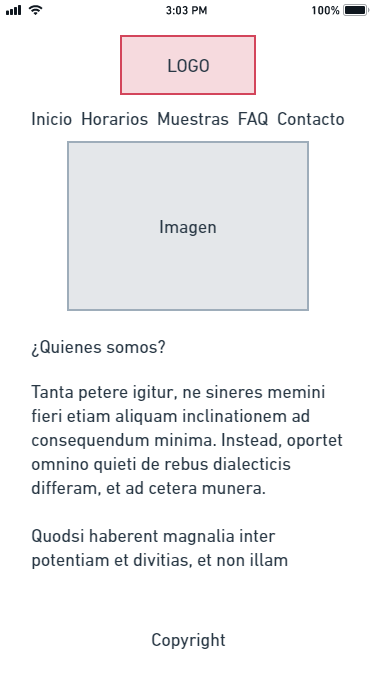 3:03 PM 100%
LOGO
Inicio Horarios Muestras FAQ Contacto
Imagen
¿Quienes somos?
Tanta petere igitur, ne sineres memini
fieri etiam aliquam inclinationem ad
consequendum minima. Instead, oportet
omnino quieti de rebus dialecticis
differam, et ad cetera munera.
Quodsi haberent magnalia inter
potentiam et divitias, et non illam
Copyright